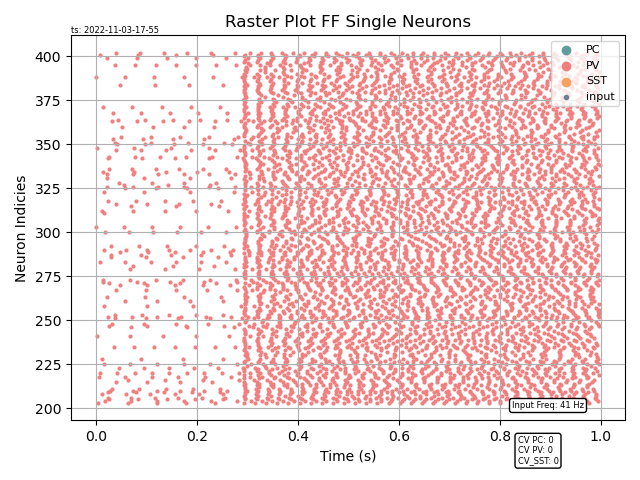 Raster Plot FF Single Neurons
ts: 2022-11-03-17-55
PC
PV
SST
input
Neuron Indicies
400
375
350
325
300
275
250
225
200
Input Freq: 41 Hz
0.0 0.2 0.4 0.6 0.8 1.0
Time (s)
CV PC: 0
CV PV: 0
CV_SST: 0